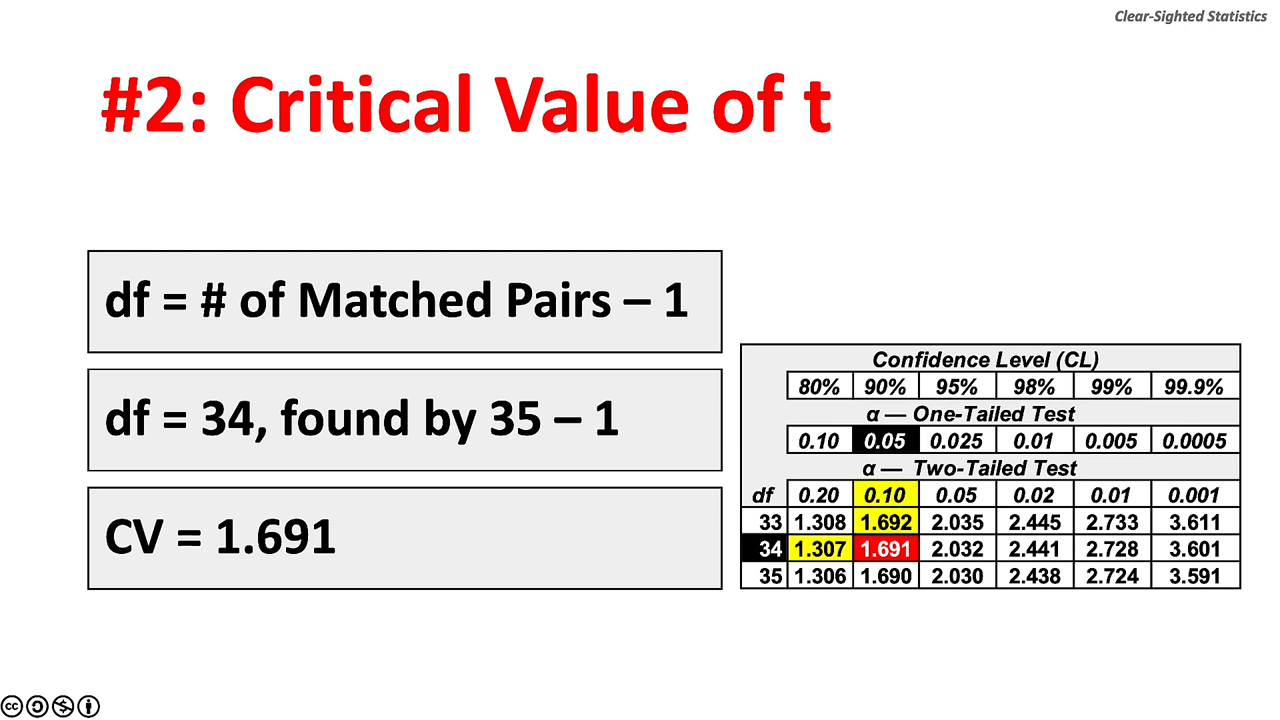 Clear-Sighted Statistics
#2: Critical Value of t
df = # of Matched Pairs – 1
df = 34, found by 35 – 1
CV = 1.691
Confidence Level (CL)
80% 90% 95% 98% 99% 99.9%
α — One-Tailed Test
0.10 0.05 0.025 0.01 0.005 0.0005
α — Two-Tailed Test
df 0.20 0.10 0.05 0.02 0.01 0.001
33 1.308 1.692 2.035 2.445 2.733 3.611
34 1.307 1.691 2.032 2.441 2.728 3.601
35 1.306 1.690 2.030 2.438 2.724 3.591
cc